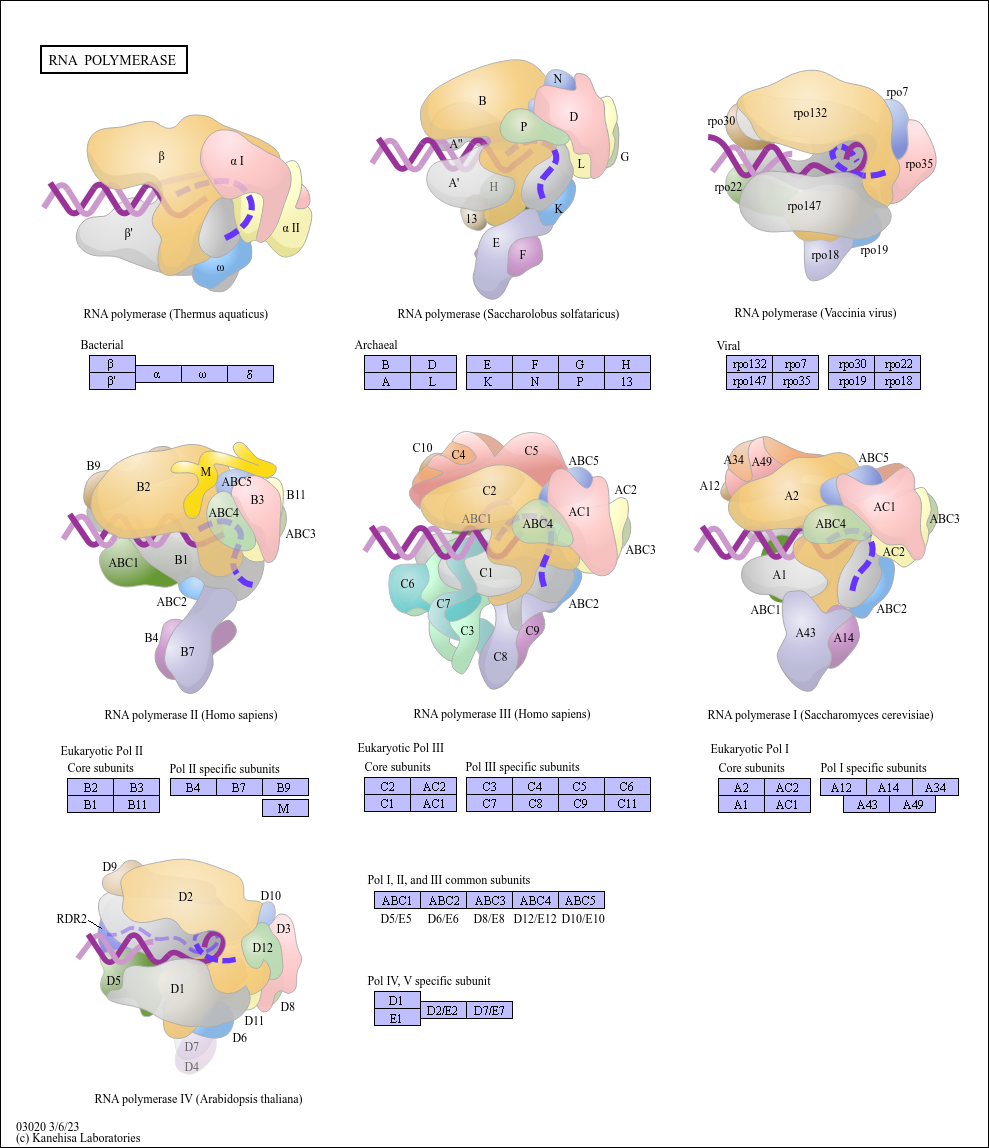 RNA POLYMERASE
β
α I
β'
α II
ω
RNA polymerase (Thermus aquaticus)
B
N
D
P
A''
G
L
A'
H
K
13
E
F
RNA polymerase (Saccharolobus solfataricus)
rpo7
rpo132
rpo30
rpo35
rpo22
rpo147
rpo18
rpo19
RNA polymerase (Vaccinia virus)
Bacterial
β
β' α ω δ
Archaeal
B D E F G H
A L K N P 13
Viral
rpo132 rpo7 rpo30 rpo22
rpo147 rpo35 rpo19 rpo18
B9
M
B2
ABC5
B3
B11
ABC4
ABC3
ABC1
B1
ABC2
B4
B7
RNA polymerase II (Homo sapiens)
C10
C4
C5
ABC5
C2
AC2
ABC1
ABC4
AC1
ABC3
C6
C1
C7
ABC2
C3
C9
C8
RNA polymerase III (Homo sapiens)
A34
A49
ABC5
A12
A2
AC1
ABC4
ABC3
AC2
A1
ABC1
ABC2
A43
A14
RNA polymerase I (Saccharomyces cerevisiae)
Eukaryotic Pol II
Core subunits Pol II specific subunits
B2 B3 B4 B7 B9
B1 B11 M
Eukaryotic Pol III
Core subunits Pol III specific subunits
C2 AC2 C3 C4 C5 C6
C1 AC1 C7 C8 C9 C11
Eukaryotic Pol I
Core subunits Pol I specific subunits
A2 AC2 A12 A14 A34
A1 AC1 A43 A49
D9
D2
D10
RDR2
D3
D12
D5
D1
D8
D11
D6
D7
D4
RNA polymerase IV (Arabidopsis thaliana)
Pol I, II, and III common subunits
ABC1 ABC2 ABC3 ABC4 ABC5
D5/E5 D6/E6 D8/E8 D12/E12 D10/E10
Pol IV, V specific subunit
D1
E1 D2/E2 D7/E7
03020 3/6/23
(c) Kanehisa Laboratories